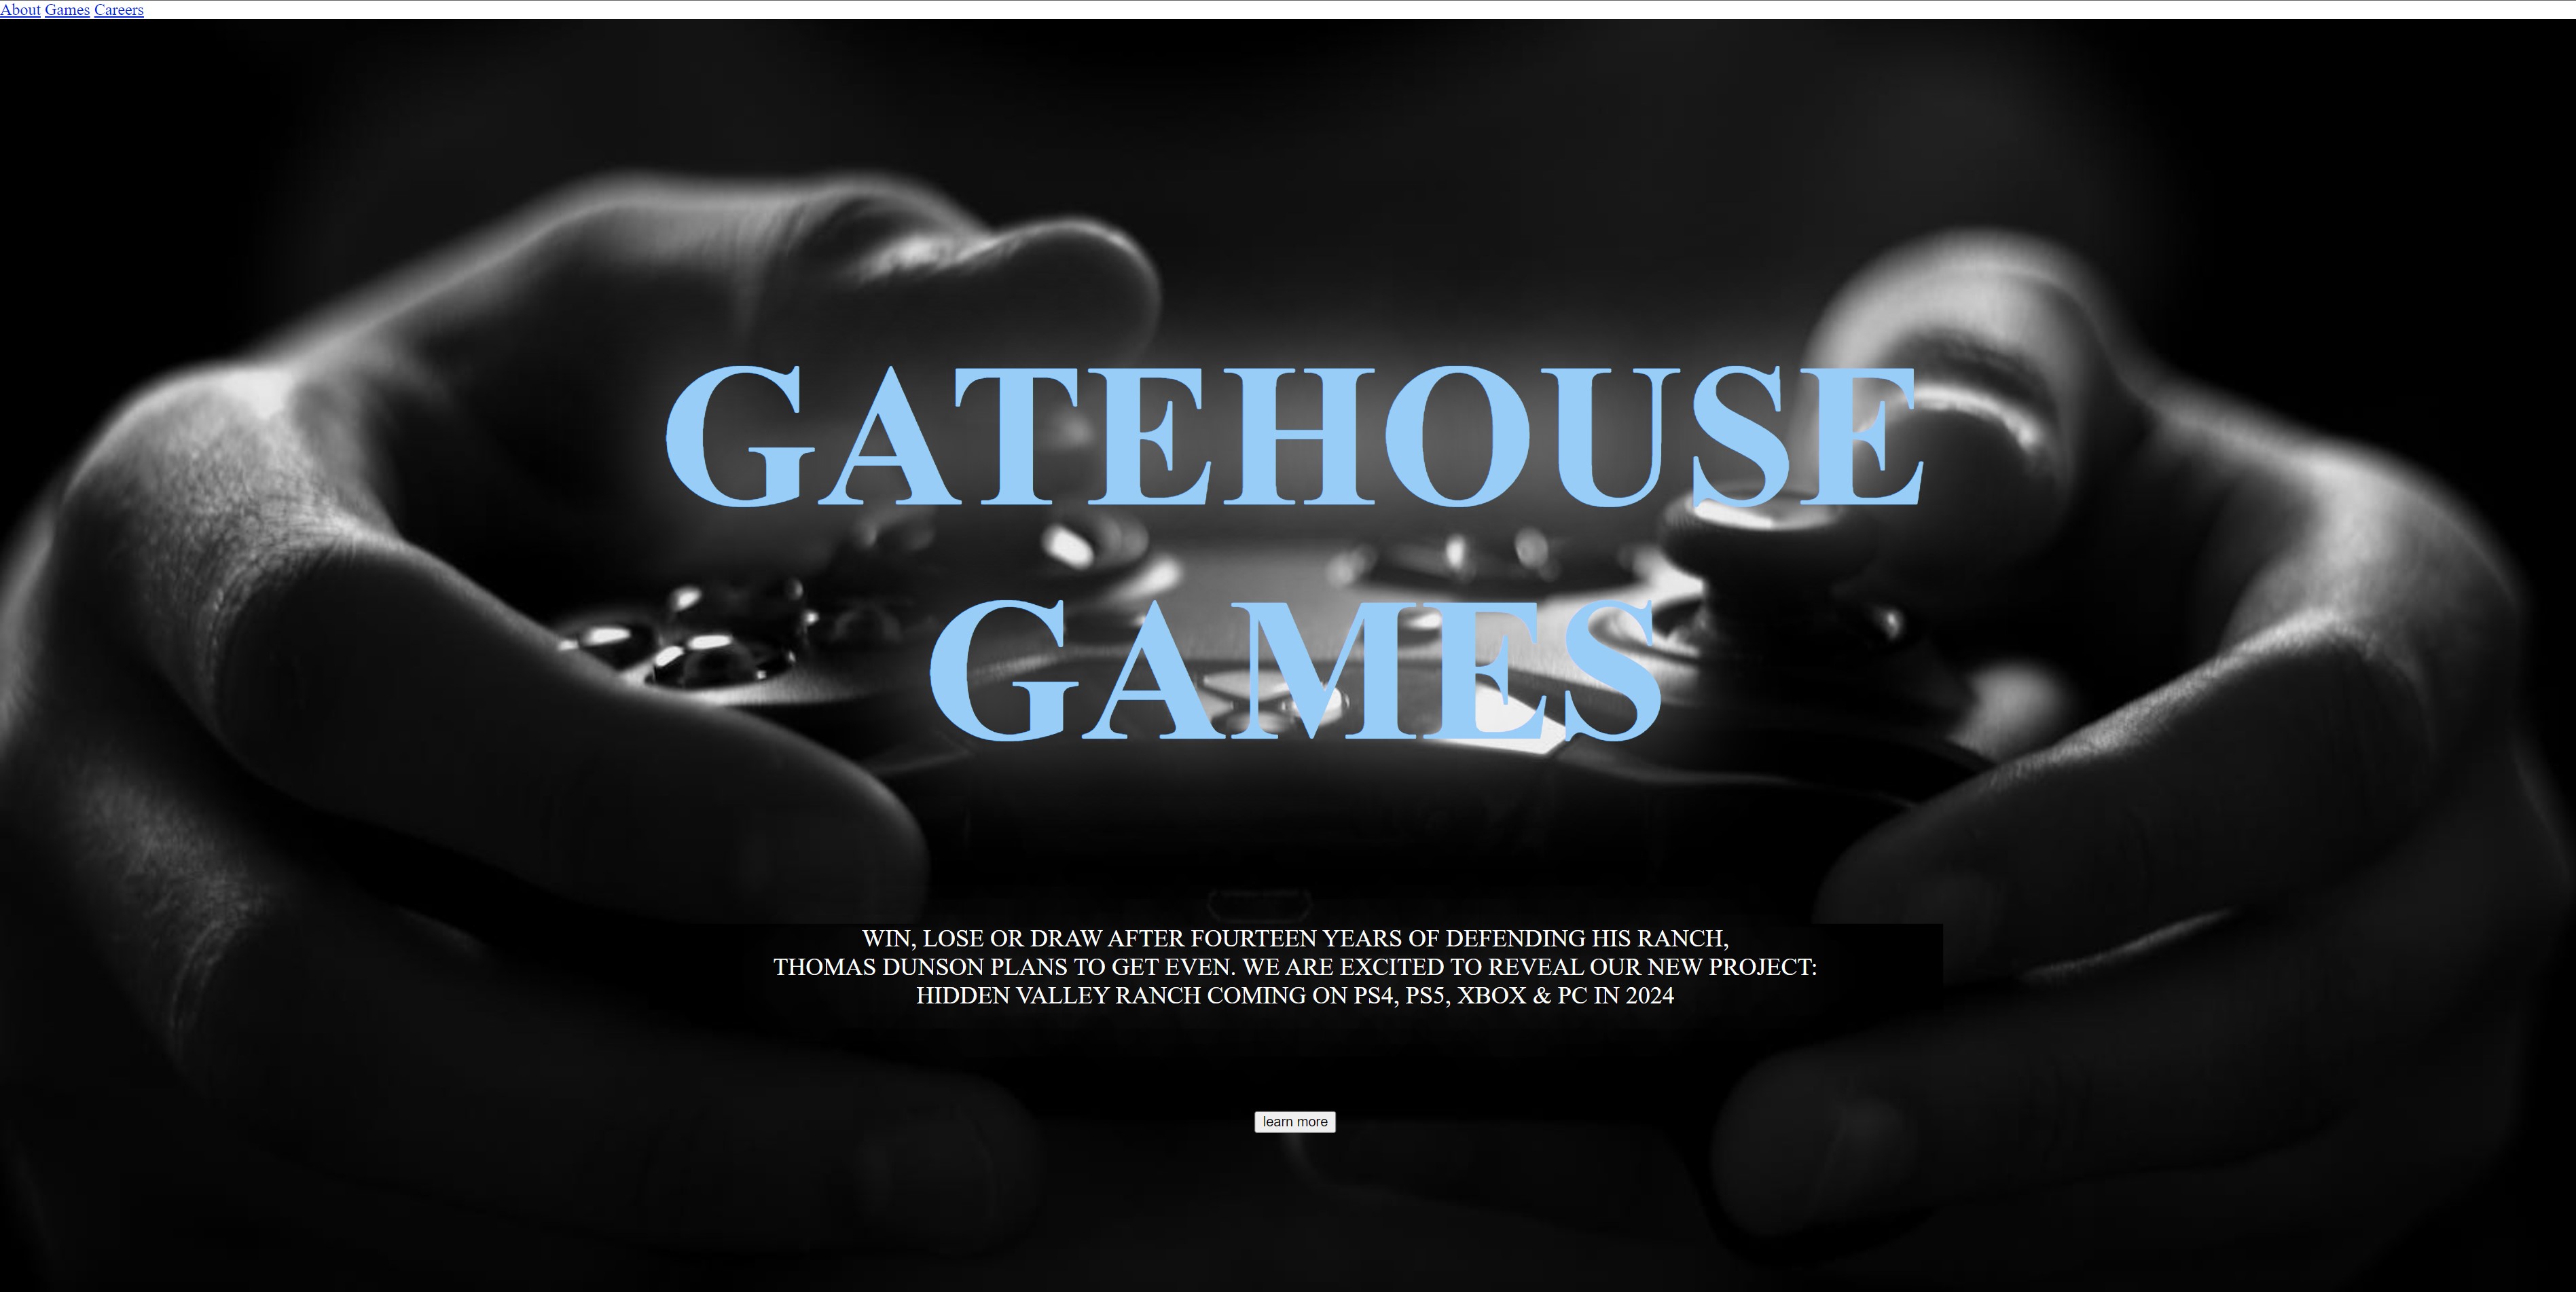 About Games Careers
GATEHOUSE
GAMES
WIN, LOSE OR DRAW AFTER FOURTEEN YEARS OF DEFENDING HIS RANCH,
THOMAS DUNSON PLANS TO GET EVEN. WE ARE EXCITED TO REVEAL OUR NEW PROJECT:
HIDDEN VALLEY RANCH COMING ON PS4, PS5, XBOX & PC IN 2024
learn more